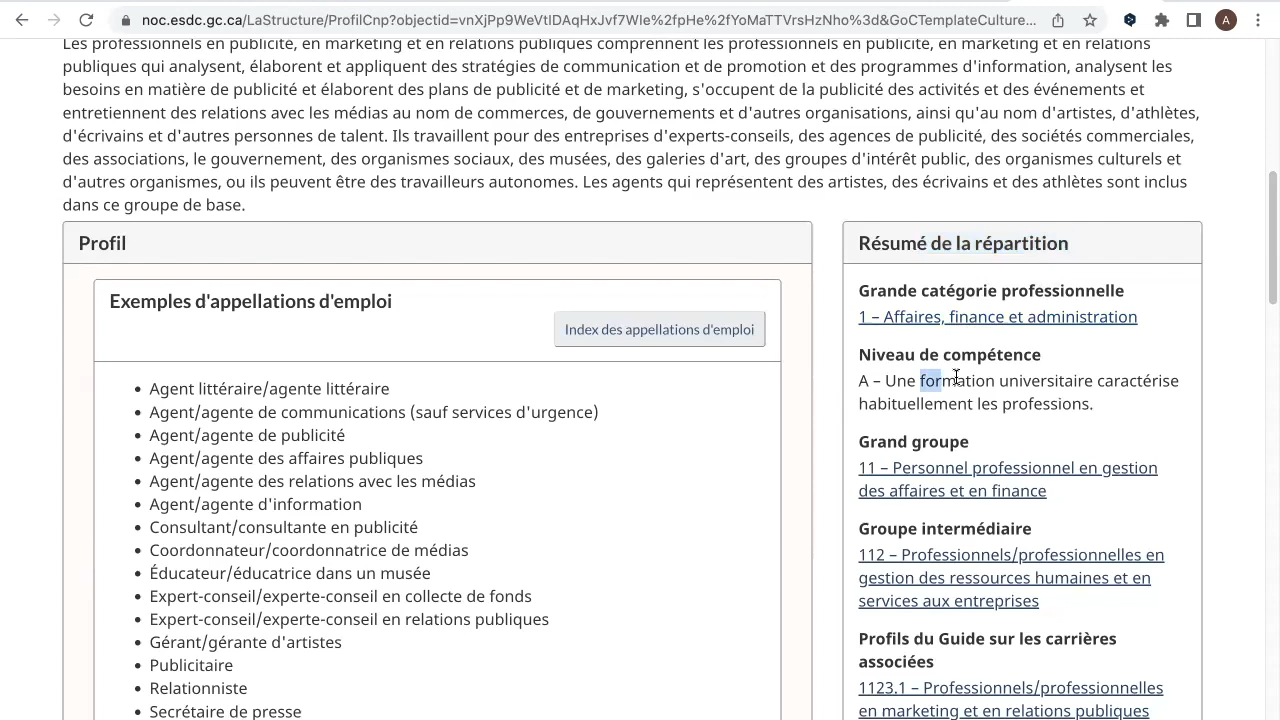 noc.esdc.gc.ca/LaStructure/ProfilCnp?objectid=vnXjPp9WeVtIDAqHxJvf7Wle%2fpHe%2fYoMaTTVrsHzNho%3d&GoCTemplateCulture...
A
Les professionnels en publicité, en marketing et en relations publiques comprennent les professionnels en publicité, en marketing et en relations
publiques qui analysent, élaborent et appliquent des stratégies de communication et de promotion et des programmes d'information, analysent les
besoins en matière de publicité et élaborent des plans de publicité et de marketing, s'occupent de la publicité des activités et des événements et
entretiennent des relations avec les médias au nom de commerces, de gouvernements et d'autres organisations, ainsi qu'au nom d'artistes, d'athlètes,
d'écrivains et d'autres personnes de talent. Ils travaillent pour des entreprises d'experts-conseils, des agences de publicité, des sociétés commerciales,
des associations, le gouvernement, des organismes sociaux, des musées, des galeries d'art, des groupes d'intérêt public, des organismes culturels et
d'autres organismes, ou ils peuvent être des travailleurs autonomes. Les agents qui représentent des artistes, des écrivains et des athlètes sont inclus
dans ce groupe de base.
Profil
Exemples d'appellations d'emploi
Index des appellations d'emploi
• Agent littéraire/agente littéraire
• Agent/agente de communications (sauf services d'urgence)
• Agent/agente de publicité
• Agent/agente des affaires publiques
• Agent/agente des relations avec les médias
• Agent/agente d'information
• Consultant/consultante en publicité
• Coordonnateur/coordonnatrice de médias
• Éducateur/éducatrice dans un musée
• Expert-conseil/experte-conseil en collecte de fonds
• Expert-conseil/experte-conseil en relations publiques
• Gérant/gérante d'artistes
• Publicitaire
• Relationniste
• Secrétaire de presse
Résumé de la répartition
Grande catégorie professionnelle
1 – Affaires, finance et administration
Niveau de compétence
A – Une formation universitaire caractérise
habituellement les professions.
Grand groupe
11 – Personnel professionnel en gestion
des affaires et en finance
Groupe intermédiaire
112 – Professionnels/professionnelles en
gestion des ressources humaines et en
services aux entreprises
Profils du Guide sur les carrières
associées
1123.1 – Professionnels/professionnelles
en marketing et en relations publiques